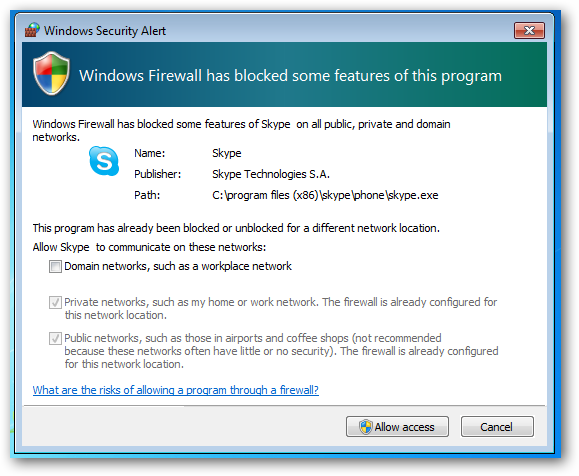 Windows Security Alert
Windows Firewall has blocked some features of this program
Windows Firewall has blocked some features of Skype on all public, private and domain
networks.
Name: Skype
Publisher: Skype Technologies S.A.
Path: C:\program files (x86)\skype\phone\skype.exe
This program has already been blocked or unblocked for a different network location.
Allow Skype to communicate on these networks:
Domain networks, such as a workplace network
Private networks, such as my home or work network. The firewall is already configured for
this network location.
Public networks, such as those in airports and coffee shops (not recommended
because these networks often have little or no security). The firewall is already configured
for this network location.
What are the risks of allowing a program through a firewall?
Allow access Cancel